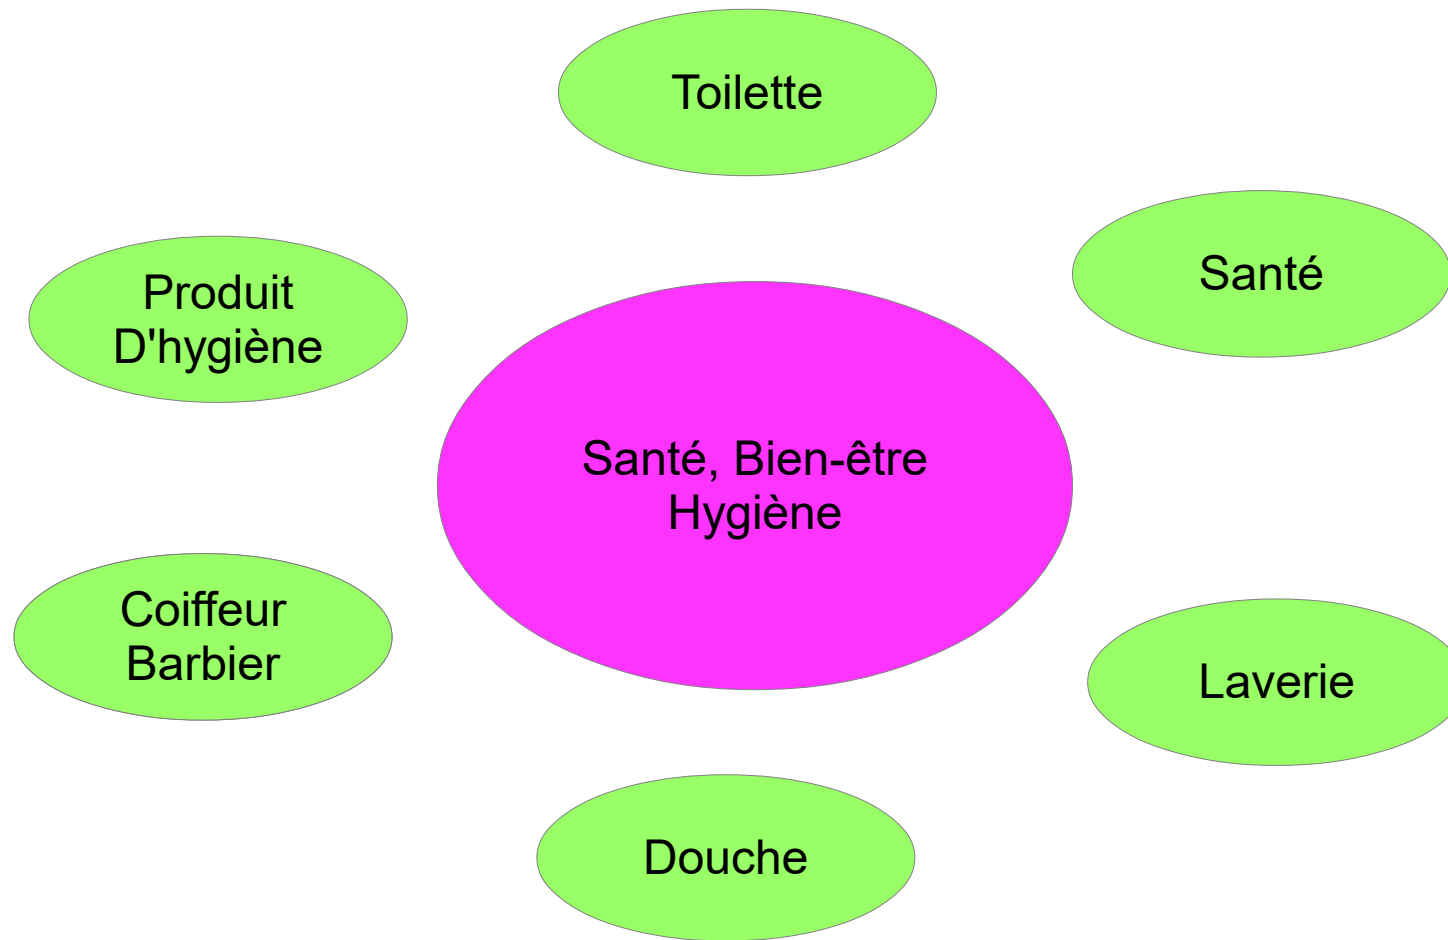 Toilette
Santé
Produit
D'hygiène
Santé, Bien-être
Hygiène
Coiffeur
Barbier
Laverie
Douche